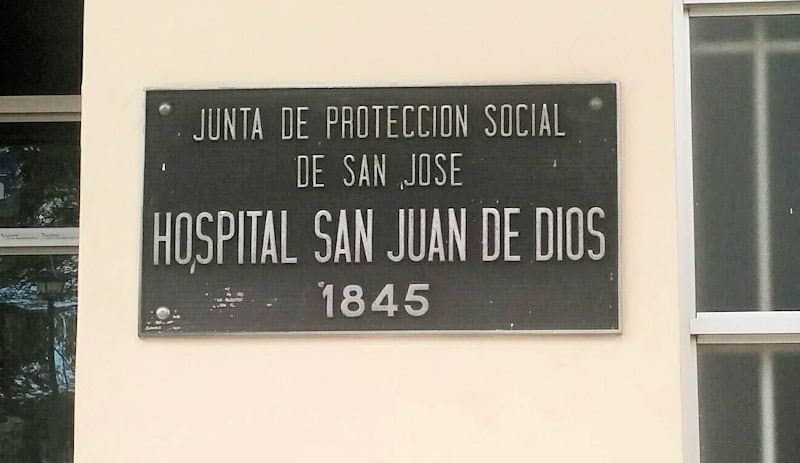 JUNTA DE PROTECCION SOCIAL
DE SAN JOSE
HOSPITAL SAN JUAN DE DIOS
1845